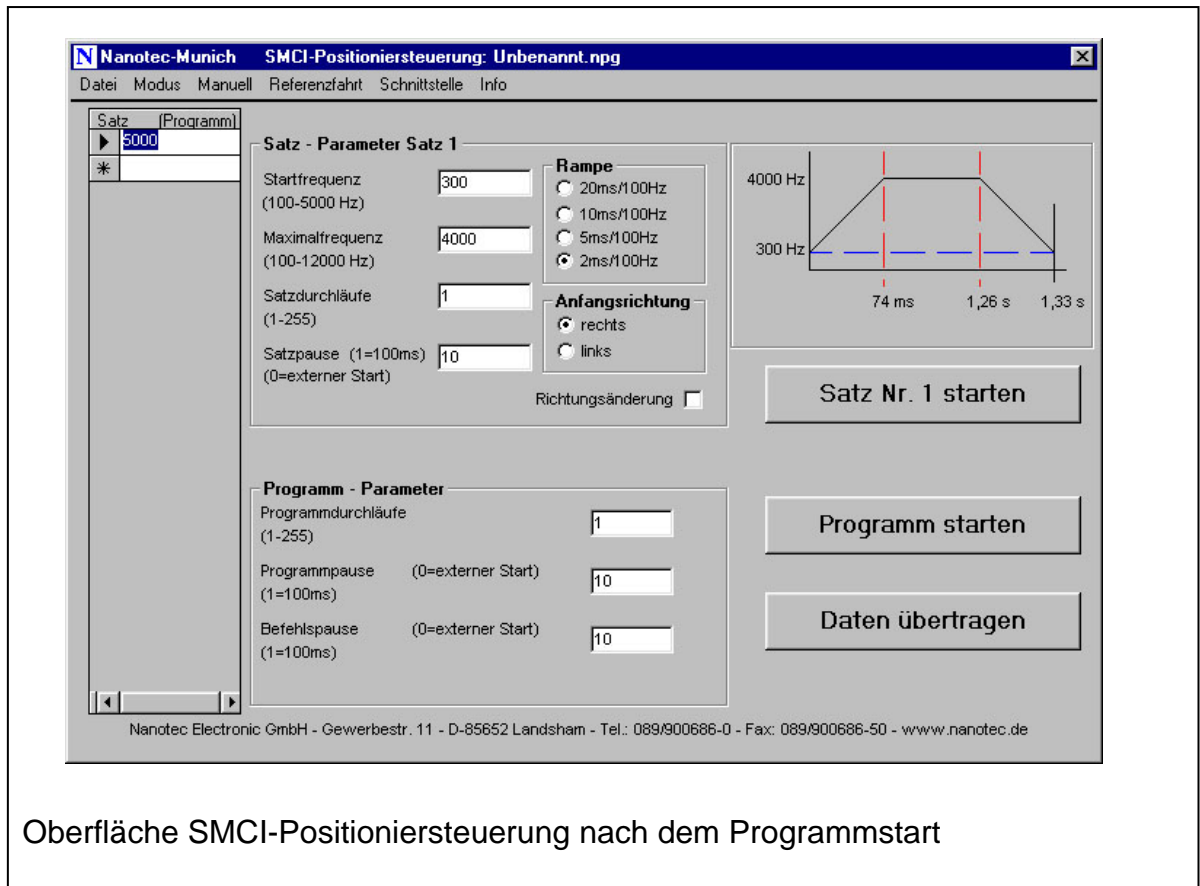 N Nanotec-Munich SMCI-Positioniersteuerung: Unbenannt.npg
Datei Modus Manuell Referenzfahrt Schnittstelle Info
Satz (Programm)
5000
Satz - Parameter Satz 1
Startfrequenz
(100-5000 Hz)
300
Maximalfrequenz
(100-12000 Hz)
4000
Satzdurchläufe
(1-255)
1
Satzpause (1=100ms)
(0=externer Start)
10
Rampe
20ms/100Hz
10ms/100Hz
5ms/100Hz
2ms/100Hz
Anfangsrichtung
rechts
links
Richtungsänderung
4000 Hz
300 Hz
74 ms 1,26 s 1,33 s
Satz Nr. 1 starten
Programm - Parameter
Programmdurchläufe
(1-255)
1
Programmpause (0=externer Start)
(1=100ms)
10
Befehlspause (0=externer Start)
(1=100ms)
10
Programm starten
Daten übertragen
Nanotec Electronic GmbH - Gewerbestr. 11 - D-85652 Landsham - Tel.: 089/900686-0 - Fax: 089/900686-50 - www.nanotec.de
Oberfläche SMCI-Positioniersteuerung nach dem Programmstart